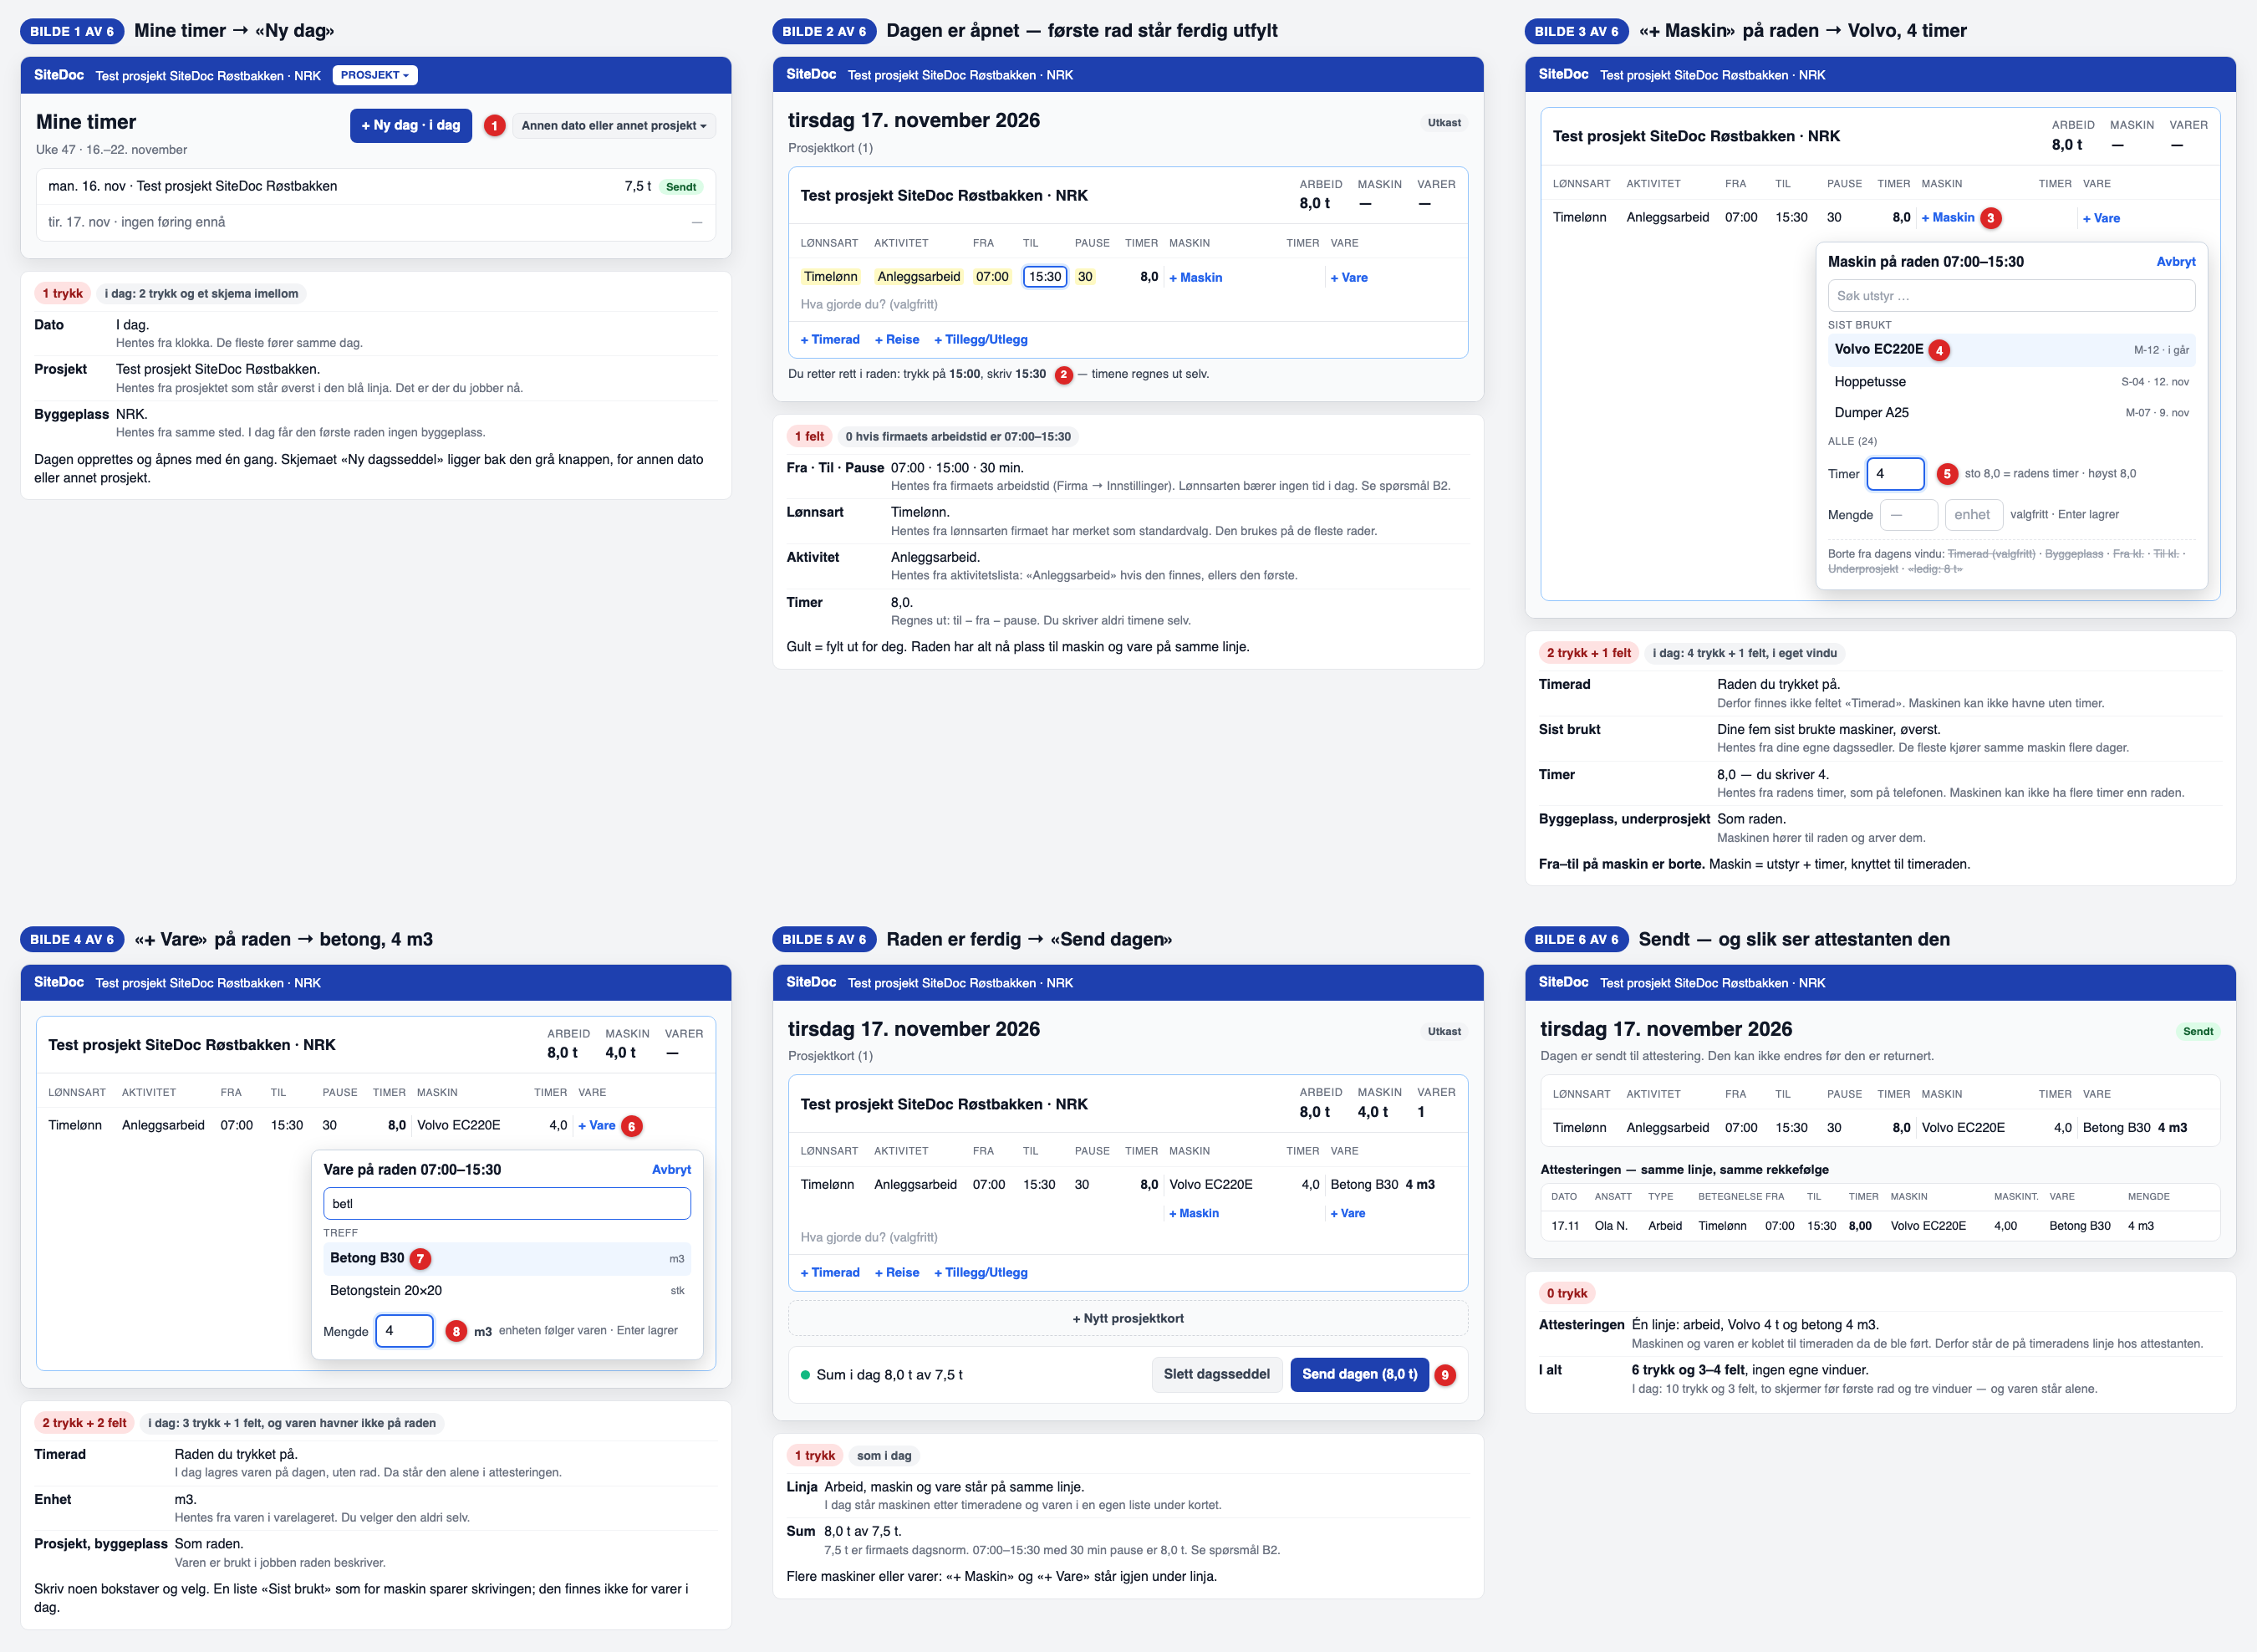 BILDE 1 AV 6 Mine timer → «Ny dag»
SiteDoc Test prosjekt SiteDoc Røstbakken · NRK PROSJEKT
Mine timer
+ Ny dag · i dag 1 Annen dato eller annet prosjekt
Uke 47 · 16.–22. november
man. 16. nov · Test prosjekt SiteDoc Røstbakken 7,5 t Sendt
tir. 17. nov · ingen føring ennå —
1 trykk i dag: 2 trykk og et skjema imellom
Dato I dag.
Hentes fra klokka. De fleste fører samme dag.
Prosjekt Test prosjekt SiteDoc Røstbakken.
Hentes fra prosjektet som står øverst i den blå linja. Det er der du jobber nå.
Byggeplass NRK.
Hentes fra samme sted. I dag får den første raden ingen byggeplass.
Dagen opprettes og åpnes med én gang. Skjemaet «Ny dagsseddel» ligger bak den grå knappen, for annen dato
eller annet prosjekt.
BILDE 2 AV 6 Dagen er åpnet — første rad står ferdig utfylt
SiteDoc Test prosjekt SiteDoc Røstbakken · NRK
tirsdag 17. november 2026 Utkast
Prosjektkort (1)
Test prosjekt SiteDoc Røstbakken · NRK
ARBEID MASKIN VARER
8,0 t — —
LØNNSART AKTIVITET FRA TIL PAUSE TIMER MASKIN TIMER VARE
Timelønn Anleggsarbeid 07:00 15:30 30 8,0 + Maskin + Vare
Hva gjorde du? (valgfritt)
+ Timerad + Reise + Tillegg/Utlegg
Du retter rett i raden: trykk på 15:00, skriv 15:30 2 — timene regnes ut selv.
1 felt 0 hvis firmaets arbeidstid er 07:00–15:30
Fra · Til · Pause 07:00 · 15:00 · 30 min.
Hentes fra firmaets arbeidstid (Firma → Innstillinger). Lønnsarten bærer ingen tid i dag. Se spørsmål B2.
Lønnsart Timelønn.
Hentes fra lønnsarten firmaet har merket som standardvalg. Den brukes på de fleste rader.
Aktivitet Anleggsarbeid.
Hentes fra aktivitetslista: «Anleggsarbeid» hvis den finnes, ellers den første.
Timer 8,0.
Regnes ut: til – fra – pause. Du skriver aldri timene selv.
Gult = fylt ut for deg. Raden har alt nå plass til maskin og vare på samme linje.
BILDE 3 AV 6 «+ Maskin» på raden → Volvo, 4 timer
SiteDoc Test prosjekt SiteDoc Røstbakken · NRK
Test prosjekt SiteDoc Røstbakken · NRK
ARBEID MASKIN VARER
8,0 t — —
LØNNSART AKTIVITET FRA TIL PAUSE TIMER MASKIN TIMER VARE
Timelønn Anleggsarbeid 07:00 15:30 30 8,0 + Maskin 3 + Vare
Maskin på raden 07:00–15:30 Avbryt
Søk utstyr …
SIST BRUKT
Volvo EC220E 4 M-12 · i går
Hoppetusse S-04 · 12. nov
Dumper A25 M-07 · 9. nov
ALLE (24)
Timer 4 5 sto 8,0 = radens timer · høyst 8,0
Mengde — enhet valgfritt · Enter lagrer
Borte fra dagens vindu: Timerad (valgfritt) · Byggeplass · Fra kl. · Til kl. ·
Underprosjekt · «ledig: 8 t»
2 trykk + 1 felt i dag: 4 trykk + 1 felt, i eget vindu
Timerad Raden du trykket på.
Derfor finnes ikke feltet «Timerad». Maskinen kan ikke havne uten timer.
Sist brukt Dine fem sist brukte maskiner, øverst.
Hentes fra dine egne dagssedler. De fleste kjører samme maskin flere dager.
Timer 8,0 — du skriver 4.
Hentes fra radens timer, som på telefonen. Maskinen kan ikke ha flere timer enn raden.
Byggeplass, underprosjekt Som raden.
Maskinen hører til raden og arver dem.
Fra–til på maskin er borte. Maskin = utstyr + timer, knyttet til timeraden.
BILDE 4 AV 6 «+ Vare» på raden → betong, 4 m3
SiteDoc Test prosjekt SiteDoc Røstbakken · NRK
Test prosjekt SiteDoc Røstbakken · NRK
ARBEID MASKIN VARER
8,0 t 4,0 t —
LØNNSART AKTIVITET FRA TIL PAUSE TIMER MASKIN TIMER VARE
Timelønn Anleggsarbeid 07:00 15:30 30 8,0 Volvo EC220E 4,0 + Vare 6
Vare på raden 07:00–15:30 Avbryt
betl
TREFF
Betong B30 7 m3
Betongstein 20×20 stk
Mengde 4 8 m3 enheten følger varen · Enter lagrer
2 trykk + 2 felt i dag: 3 trykk + 1 felt, og varen havner ikke på raden
Timerad Raden du trykket på.
I dag lagres varen på dagen, uten rad. Da står den alene i attesteringen.
Enhet m3.
Hentes fra varen i varelageret. Du velger den aldri selv.
Prosjekt, byggeplass Som raden.
Varen er brukt i jobben raden beskriver.
Skriv noen bokstaver og velg. En liste «Sist brukt» som for maskin sparer skrivingen; den finnes ikke for varer i
dag.
BILDE 5 AV 6 Raden er ferdig → «Send dagen»
SiteDoc Test prosjekt SiteDoc Røstbakken · NRK
tirsdag 17. november 2026 Utkast
Prosjektkort (1)
Test prosjekt SiteDoc Røstbakken · NRK
ARBEID MASKIN VARER
8,0 t 4,0 t 1
LØNNSART AKTIVITET FRA TIL PAUSE TIMER MASKIN TIMER VARE
Timelønn Anleggsarbeid 07:00 15:30 30 8,0 Volvo EC220E 4,0 Betong B30 4 m3
+ Maskin + Vare
Hva gjorde du? (valgfritt)
+ Timerad + Reise + Tillegg/Utlegg
+ Nytt prosjektkort
Sum i dag 8,0 t av 7,5 t Slett dagsseddel Send dagen (8,0 t) 9
1 trykk som i dag
Linja Arbeid, maskin og vare står på samme linje.
I dag står maskinen etter timeradene og varen i en egen liste under kortet.
Sum 8,0 t av 7,5 t.
7,5 t er firmaets dagsnorm. 07:00–15:30 med 30 min pause er 8,0 t. Se spørsmål B2.
Flere maskiner eller varer: «+ Maskin» og «+ Vare» står igjen under linja.
BILDE 6 AV 6 Sendt — og slik ser attestanten den
SiteDoc Test prosjekt SiteDoc Røstbakken · NRK
tirsdag 17. november 2026 Sendt
Dagen er sendt til attestering. Den kan ikke endres før den er returnert.
LØNNSART AKTIVITET FRA TIL PAUSE TIMER MASKIN TIMER VARE
Timelønn Anleggsarbeid 07:00 15:30 30 8,0 Volvo EC220E 4,0 Betong B30 4 m3
Attesteringen — samme linje, samme rekkefølge
DATO ANSATT TYPE BETEGNELSE FRA TIL TIMER MASKIN MASKINT. VARE MENGDE
17.11 Ola N. Arbeid Timelønn 07:00 15:30 8,00 Volvo EC220E 4,00 Betong B30 4 m3
0 trykk
Attesteringen Én linje: arbeid, Volvo 4 t og betong 4 m3.
Maskinen og varen er koblet til timeraden da de ble ført. Derfor står de på timeradens linje hos attestanten.
I alt 6 trykk og 3–4 felt, ingen egne vinduer.
I dag: 10 trykk og 3 felt, to skjermer før første rad og tre vinduer — og varen står alene.